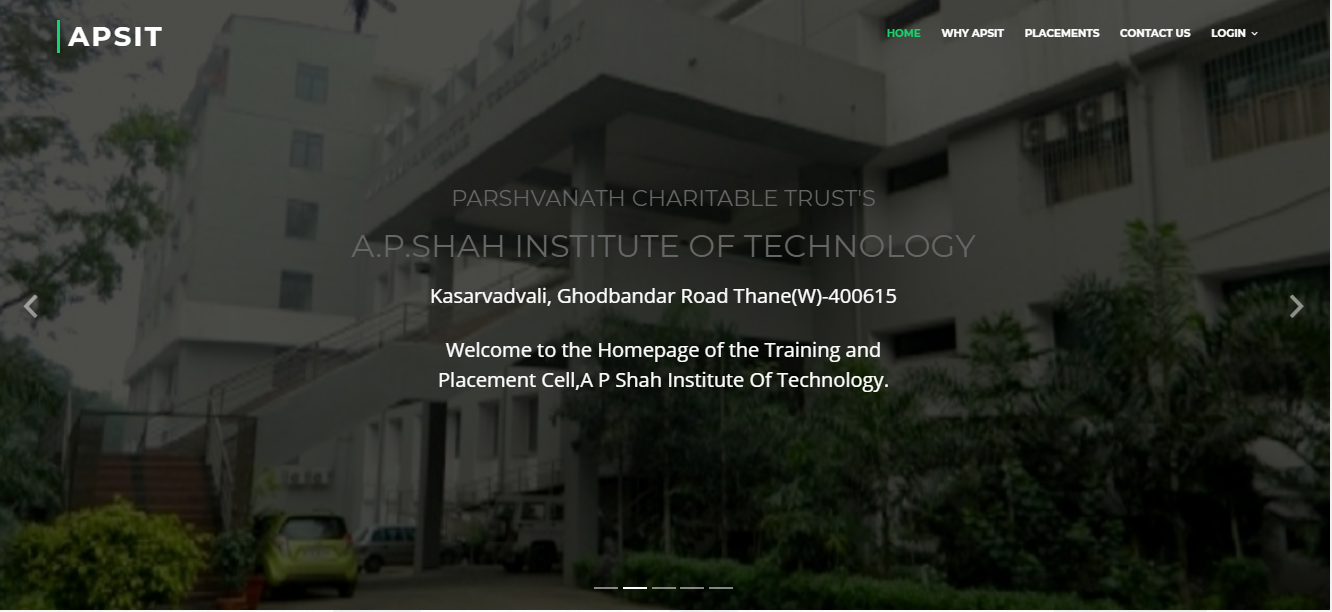 APSIT
HOME WHY APSIT PLACEMENTS CONTACT US LOGIN
PARSHVANATH CHARITABLE TRUST'S
A.P.SHAH INSTITUTE OF TECHNOLOGY
Kasarvadvali, Ghodbandar Road Thane(W)-400615
Welcome to the Homepage of the Training and
Placement Cell,A P Shah Institute Of Technology.